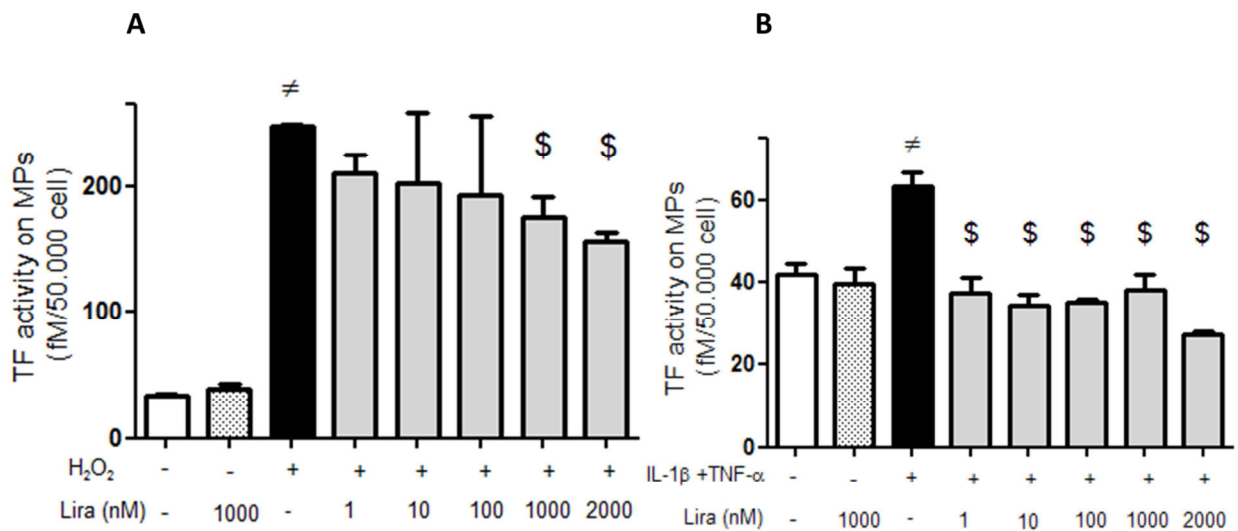 A
B
TF activity on MPs
(fM/50.000 cell)
200
100
0
≠
$ $
H₂O₂ - - + + + + + +
Lira (nM) - 1000 - 1 10 100 1000 2000
TF activity on MPs
(fM/50.000 cell)
60
40
20
0
≠
$ $ $ $ $
IL-1β +TNF-α - - + + + + + +
Lira (nM) - 1000 - 1 10 100 1000 2000